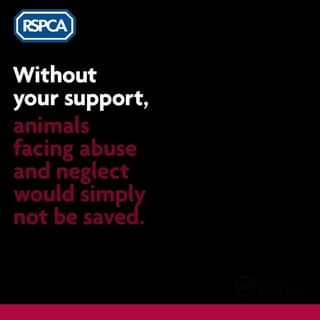 RSPCA
Without
your support,
animals
facing abuse
and neglect
would simply
not be saved.